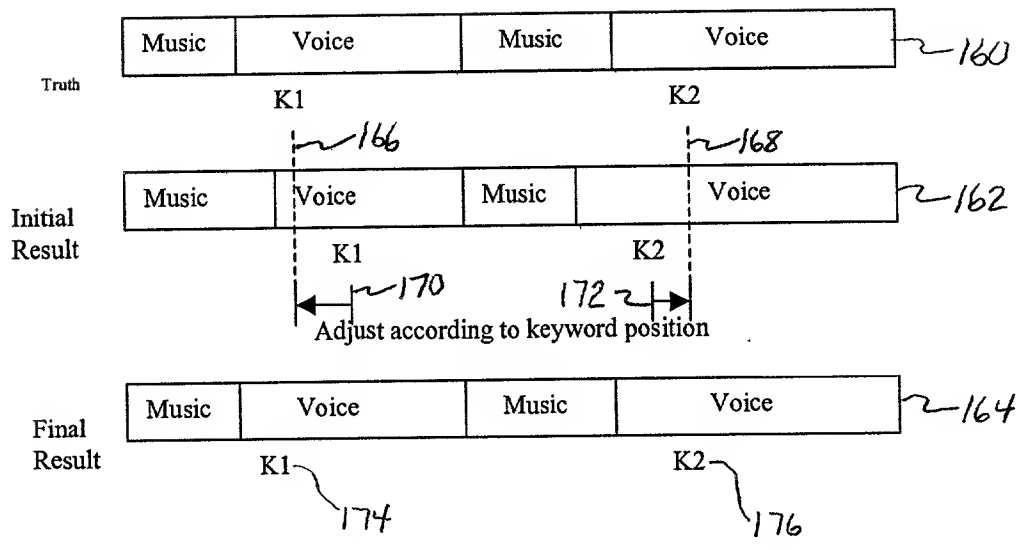 Music Voice Music Voice 160
Truth
K1 K2
166 168
Music Voice Music Voice 162
Initial
Result
K1 K2
170 172
Adjust according to keyword position
Music Voice Music Voice 164
Final
Result
K1 K2
174 176